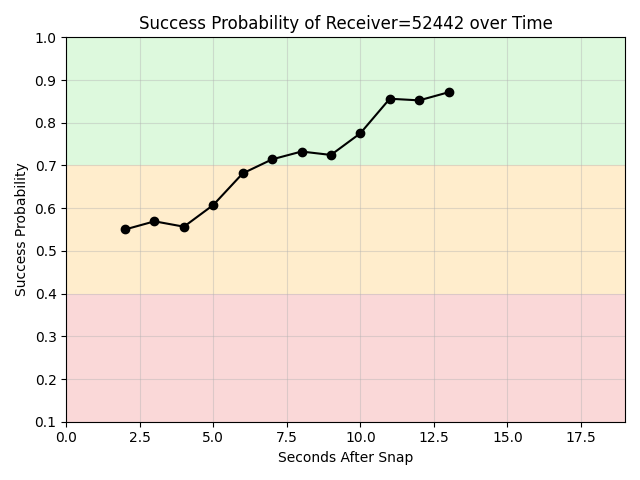 Success Probability of Receiver=52442 over Time
1.0
0.9
0.8
0.7
0.6
0.5
0.4
0.3
0.2
0.1
Success Probability
0.0 2.5 5.0 7.5 10.0 12.5 15.0 17.5
Seconds After Snap